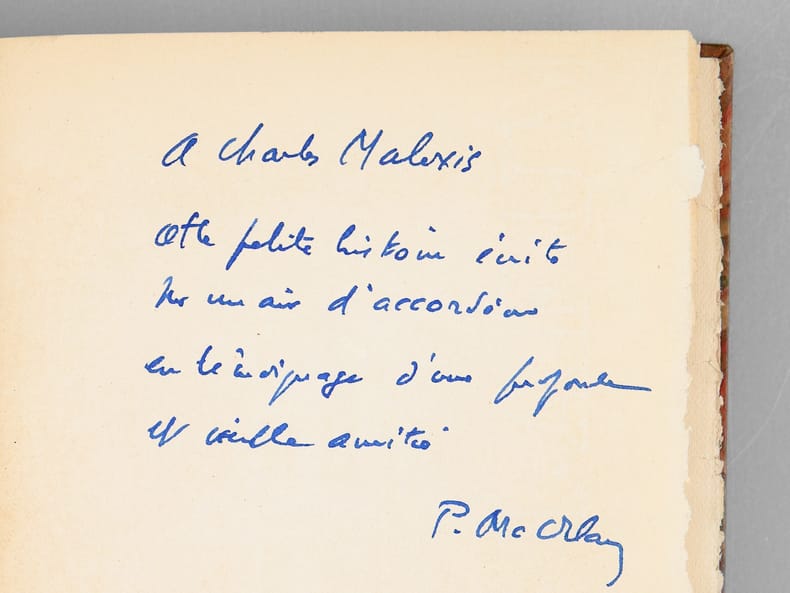 A Charles Malexis
cette petite histoire écrite
sur un air d'accordéon
en témoignage d'une profonde
et vieille amitié
P. Mac Orlan